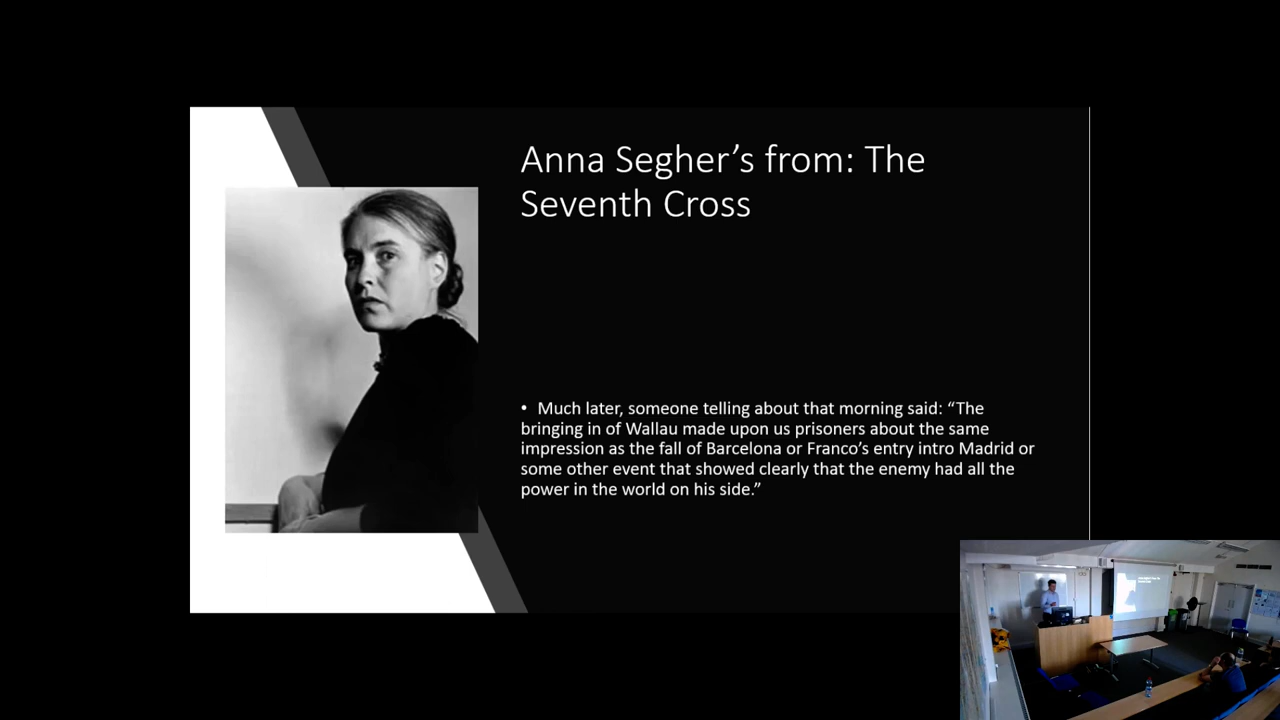 Anna Segher’s from: The
Seventh Cross
• Much later, someone telling about that morning said: “The
bringing in of Wallau made upon us prisoners about the same
impression as the fall of Barcelona or Franco’s entry intro Madrid or
some other event that showed clearly that the enemy had all the
power in the world on his side.”